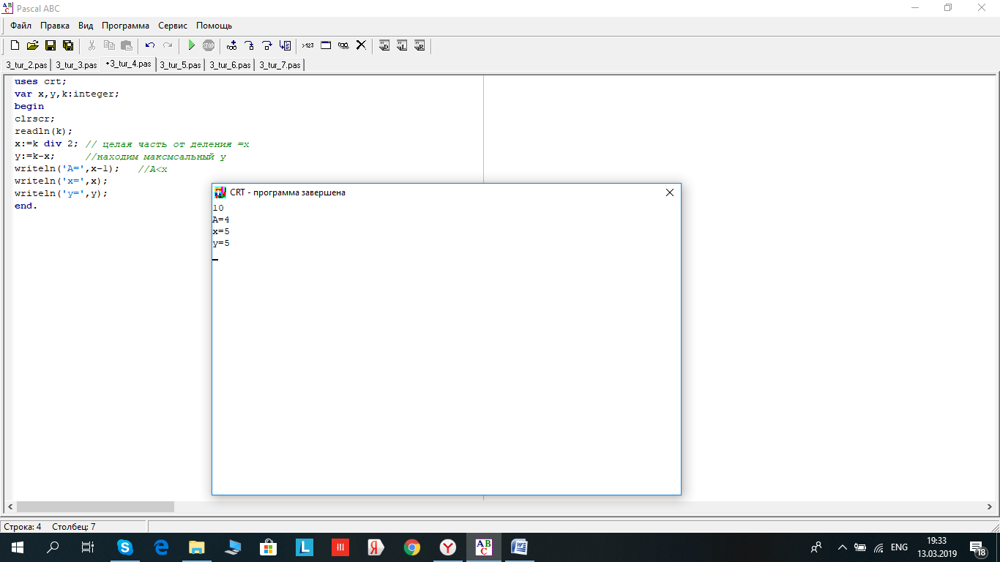 Pascal ABC
Файл Правка Вид Программа Сервис Помощь
STOP
>123
D L R
3_tur_2.pas 3_tur_3.pas •3_tur_4.pas 3_tur_5.pas 3_tur_6.pas 3_tur_7.pas
uses crt;
var x,y,k:integer;
begin
clrscr;
readln(k);
x:=k div 2; // целая часть от деления =x
y:=k-x; //находим максмсальный y
writeln('A=',x-1); //A<x
writeln('x=',x);
writeln('y=',y);
end.
CRT - программа завершена
10
A=4
x=5
y=5
Строка: 4 Столбец: 7
ENG
19:33
13.03.2019
18